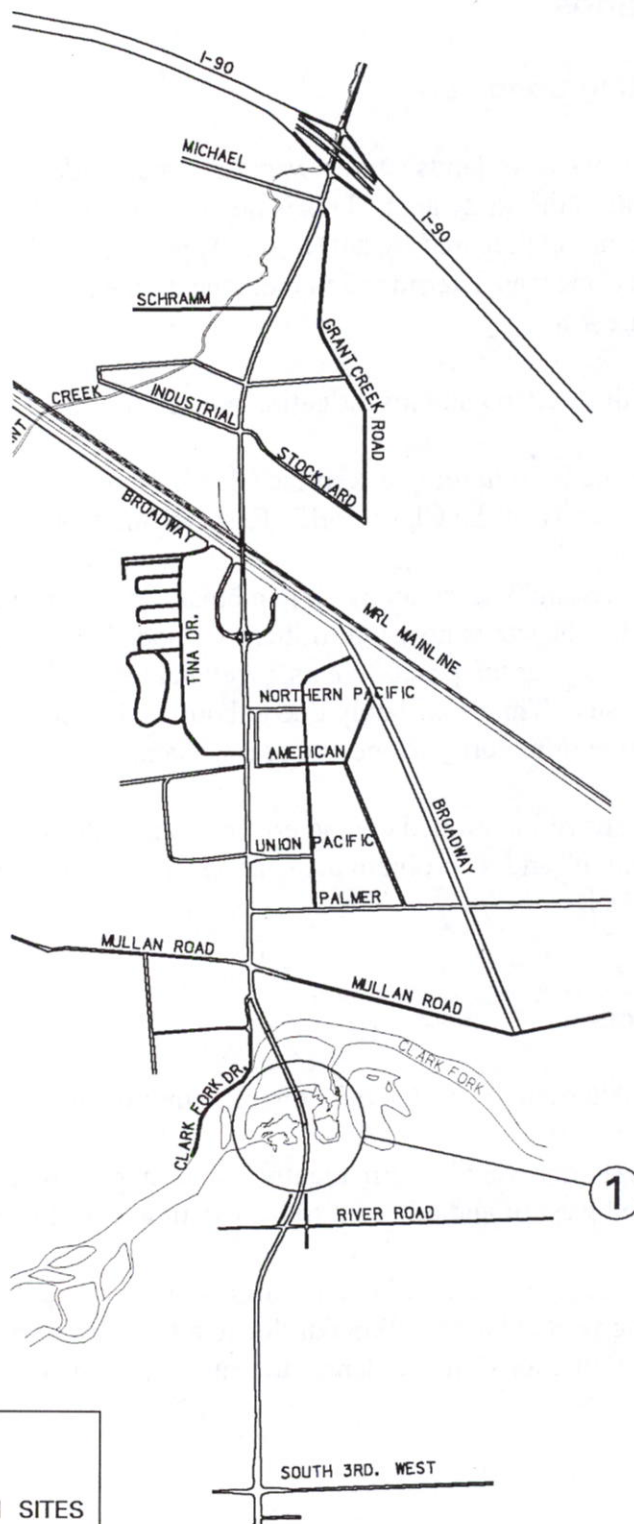 I-90
MICHAEL
I-90
SCHRAMM
GRANT CREEK ROAD
CREEK
INDUSTRIAL
STOCKYARD
BROADWAY
MRL MAINLINE
TINA DR.
NORTHERN PACIFIC
AMERICAN
BROADWAY
UNION PACIFIC
PALMER
MULLAN ROAD
MULLAN ROAD
CLARK FORK
CLARK FORK DR.
1
RIVER ROAD
SOUTH 3RD. WEST
SITES